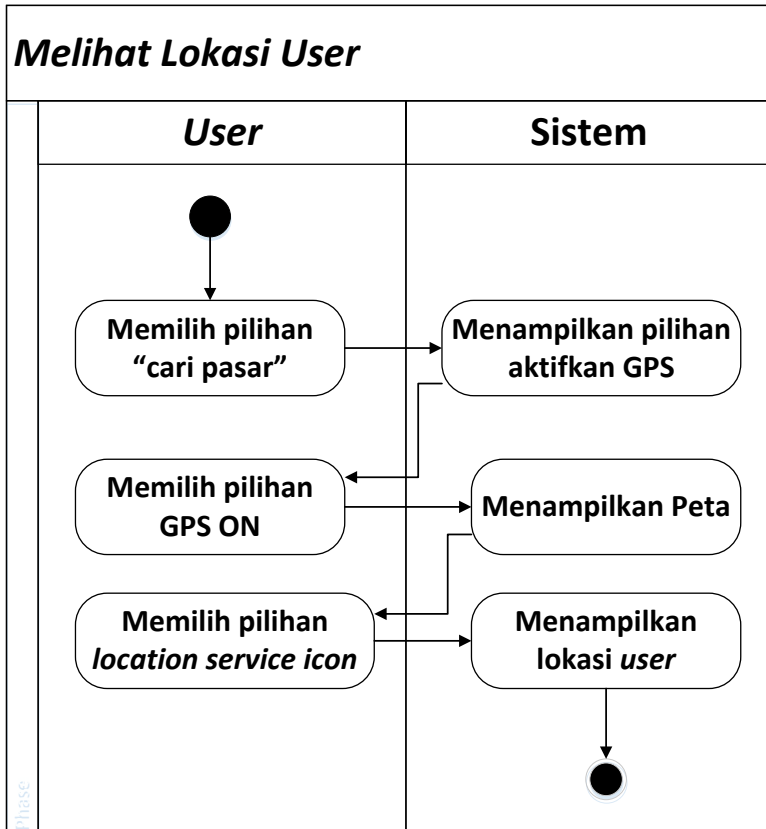 Melihat Lokasi User
User
Sistem
Memilih pilihan
“cari pasar”
Menampilkan pilihan
aktifkan GPS
Memilih pilihan
GPS ON
Menampilkan Peta
Memilih pilihan
location service icon
Menampilkan
lokasi user
Phase